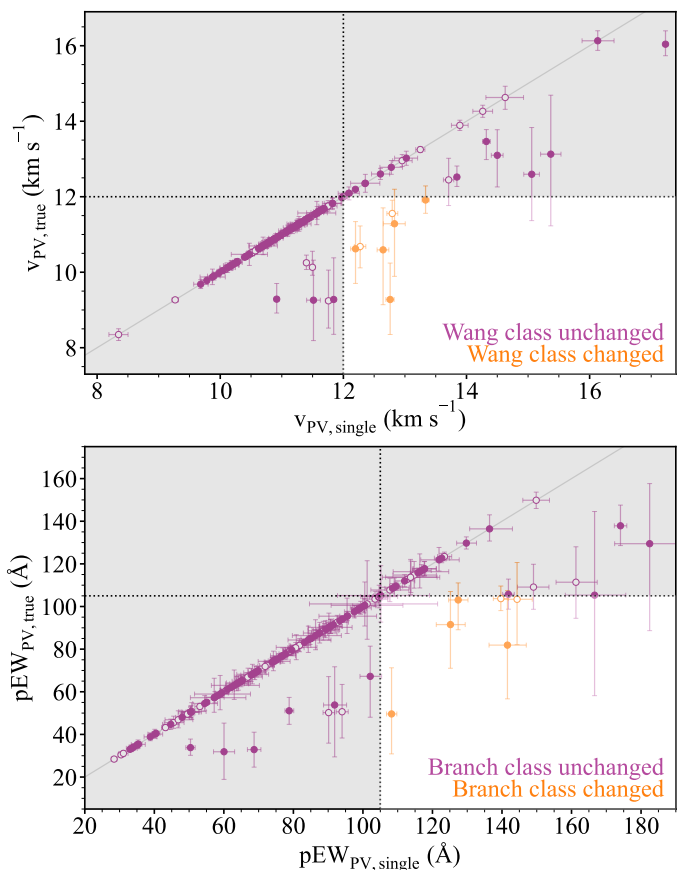 16
14
12
10
8
v_PV, true (km s⁻¹)
Wang class unchanged
Wang class changed
8 10 12 14 16
v_PV, single (km s⁻¹)
160
140
120
100
80
60
40
20
pEW_PV, true (Å)
Branch class unchanged
Branch class changed
20 40 60 80 100 120 140 160 180
pEW_PV, single (Å)